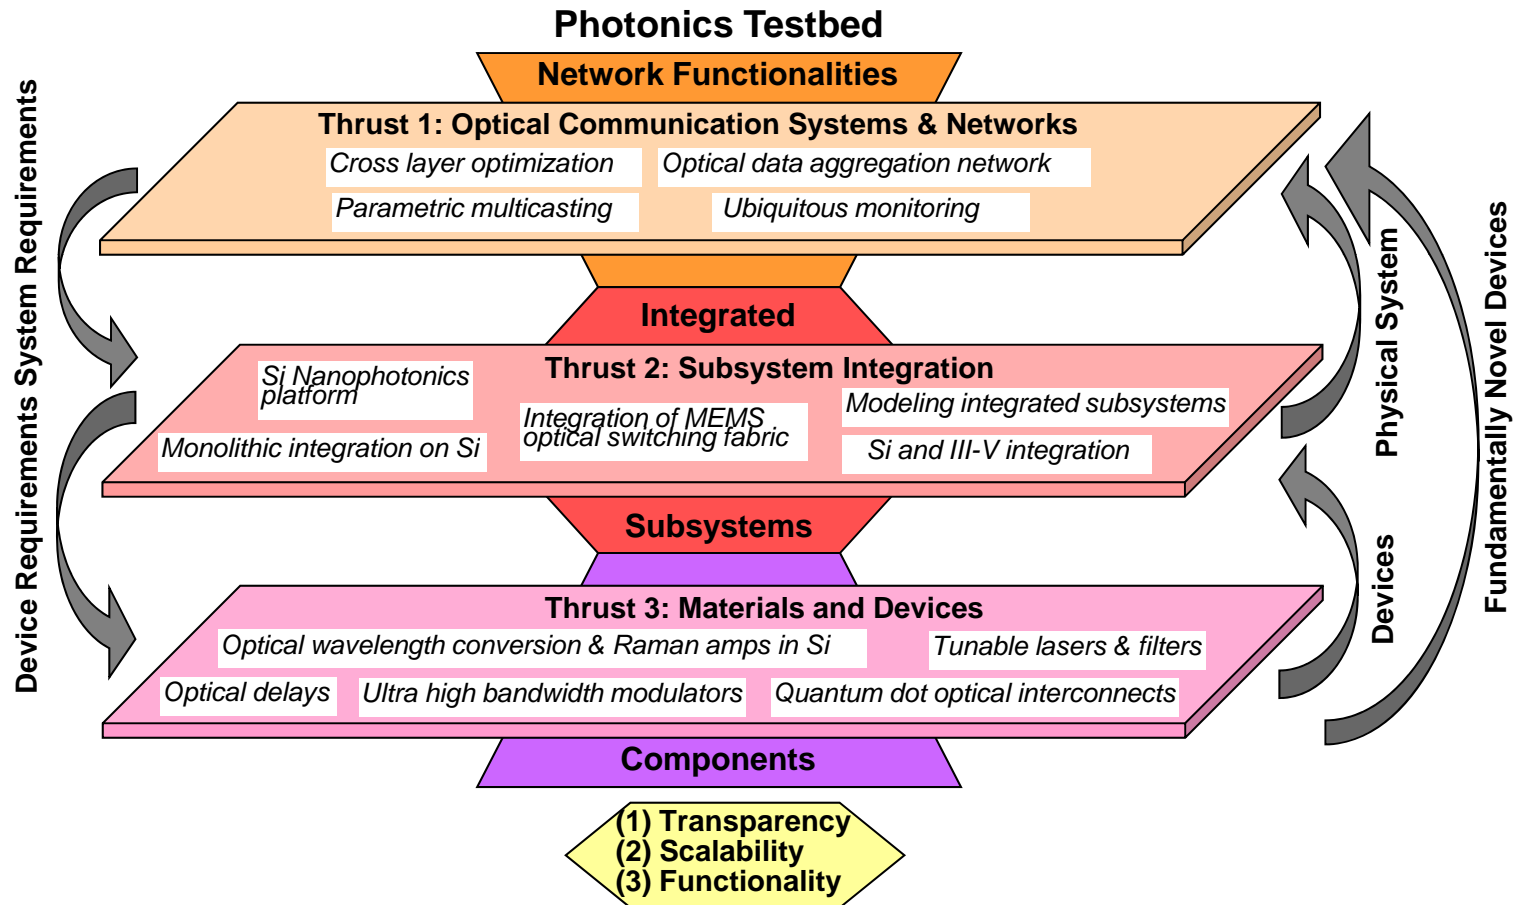 Photonics Testbed
Network Functionalities
Thrust 1: Optical Communication Systems & Networks
Cross layer optimization
Optical data aggregation network
Parametric multicasting
Ubiquitous monitoring
Integrated
Thrust 2: Subsystem Integration
Si Nanophotonics
platform
Integration of MEMS
optical switching fabric
Modeling integrated subsystems
Monolithic integration on Si
Si and III-V integration
Subsystems
Thrust 3: Materials and Devices
Optical wavelength conversion & Raman amps in Si
Tunable lasers & filters
Optical delays
Ultra high bandwidth modulators
Quantum dot optical interconnects
Components
(1) Transparency
(2) Scalability
(3) Functionality
Device Requirements System Requirements
Physical System
Devices
Fundamentally Novel Devices